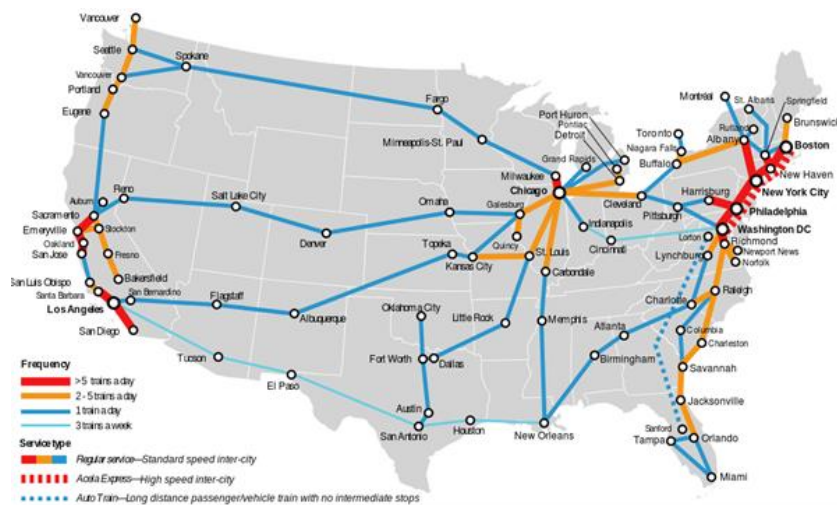 Vancouver
Seattle
Spokane
Vancouver
Portland
Eugene
Fargo
Minneapolis-St. Paul
Port Huron
Pontiac
Detroit
Grand Rapids
Milwaukee
Chicago
Montréal
St. Albans
Springfield
Rutland
Brunswick
Toronto
Albany
Boston
Niagara Falls
Buffalo
New Haven
New York City
Harrisburg
Cleveland
Pittsburgh
Philadelphia
Washington DC
Auburn
Reno
Salt Lake City
Omaha
Galesburg
Indianapolis
Sacramento
Emeryville
Stockton
Oakland
San Jose
Fresno
Denver
Topeka
Quincy
St. Louis
Cincinnati
Lorton
Richmond
Newport News
Norfolk
Lynchburg
Kansas City
Carbondale
San Luis Obispo
Bakersfield
Santa Barbara
San Bernardino
Los Angeles
Flagstaff
Albuquerque
Oklahoma City
Little Rock
Memphis
Charlotte
Raleigh
San Diego
Tucson
El Paso
Fort Worth
Dallas
Atlanta
Birmingham
Columbia
Charleston
Savannah
Austin
San Antonio
Houston
New Orleans
Jacksonville
Sanford
Tampa
Orlando
Miami
Frequency
>5 trains a day
2 - 5 trains a day
1 train a day
3 trains a week
Service type
Regular service—Standard speed inter-city
Acela Express—High speed inter-city
Auto Train—Long distance passenger/vehicle train with no intermediate stops